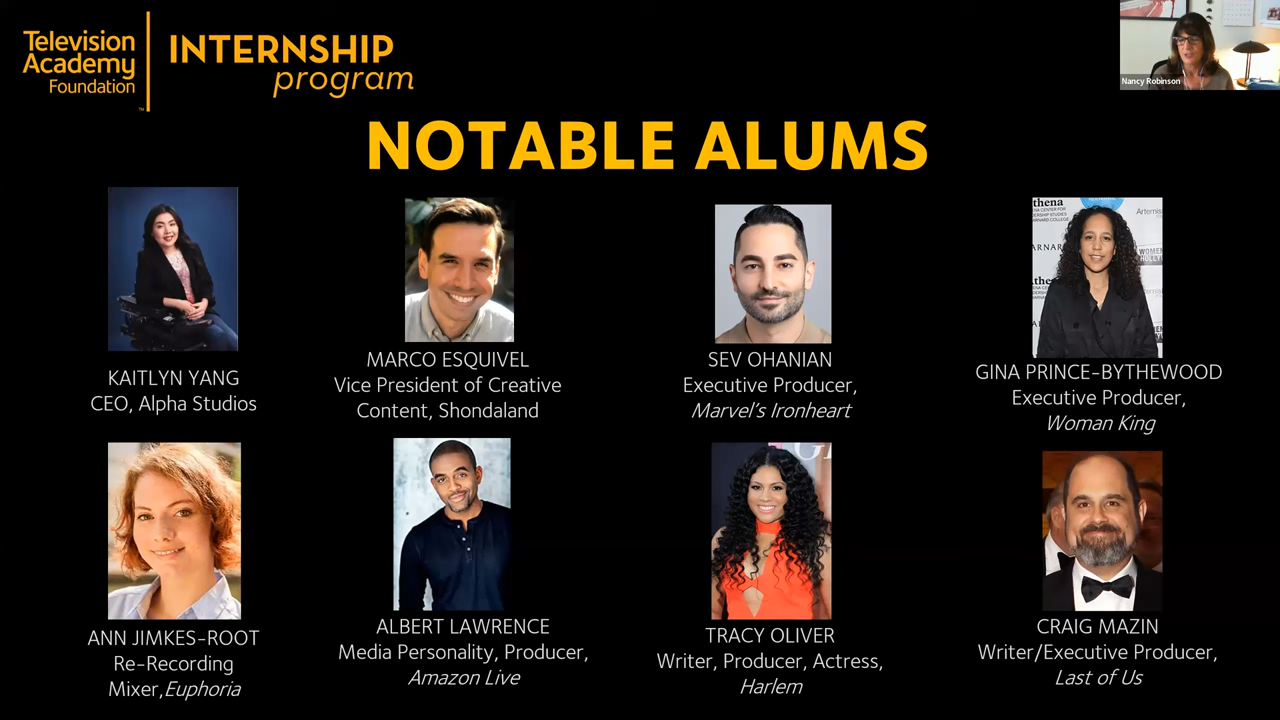 Television
Academy
Foundation
INTERNSHIP
program
Nancy Robinson
NOTABLE ALUMS
KAITLYN YANG
CEO, Alpha Studios
MARCO ESQUIVEL
Vice President of Creative
Content, Shondaland
SEV OHANIAN
Executive Producer,
Marvel's Ironheart
GINA PRINCE-BYTHEWOOD
Executive Producer,
Woman King
ANN JIMKES-ROOT
Re-Recording
Mixer,Euphoria
ALBERT LAWRENCE
Media Personality, Producer,
Amazon Live
TRACY OLIVER
Writer, Producer, Actress,
Harlem
CRAIG MAZIN
Writer/Executive Producer,
Last of Us